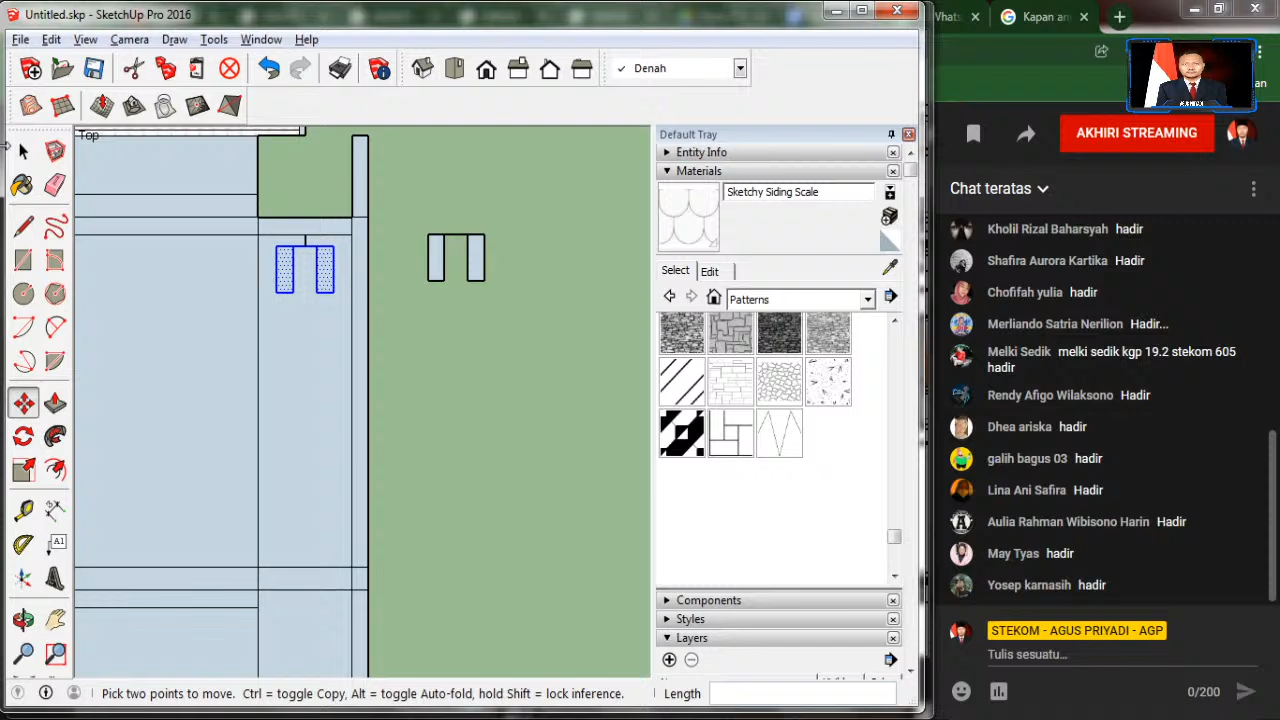 Untitled.skp - SketchUp Pro 2016
File Edit View Camera Draw Tools Window Help
✓ Denah
Top
A1
Default Tray
Entity Info
Materials
Sketchy Siding Scale
Select Edit
Patterns
Components
Styles
Layers
Pick two points to move. Ctrl = toggle Copy, Alt = toggle Auto-fold, hold Shift = lock inference.
Length
Whats
Kapan an
AKHIRI STREAMING
Chat teratas
Kholil Rizal Baharsyah hadir
Shafira Aurora Kartika Hadir
Chofifah yulia hadir
Merliando Satria Nerilion Hadir...
Melki Sedik melki sedik kgp 19.2 stekom 605
hadir
Rendy Afigo Wilaksono Hadir
Dhea ariska hadir
galih bagus 03 hadir
Lina Ani Safira Hadir
Aulia Rahman Wibisono Harin Hadir
May Tyas hadir
Yosep karnasih hadir
STEKOM - AGUS PRIYADI - AGP
Tulis sesuatu...
0/200